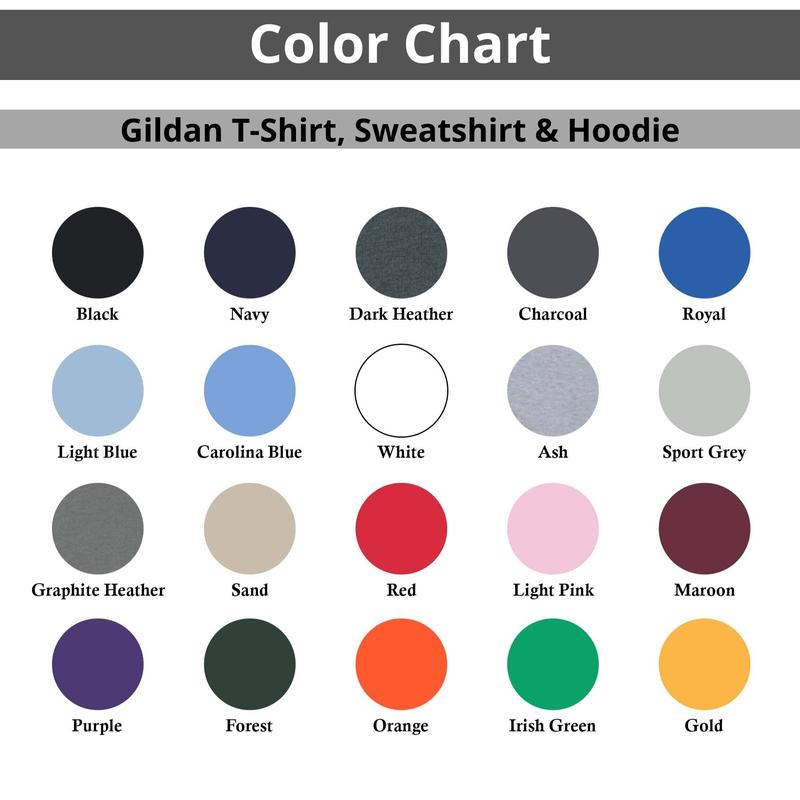 Color Chart
Gildan T-Shirt, Sweatshirt & Hoodie
Black
Navy
Dark Heather
Charcoal
Royal
Light Blue
Carolina Blue
White
Ash
Sport Grey
Graphite Heather
Sand
Red
Light Pink
Maroon
Purple
Forest
Orange
Irish Green
Gold